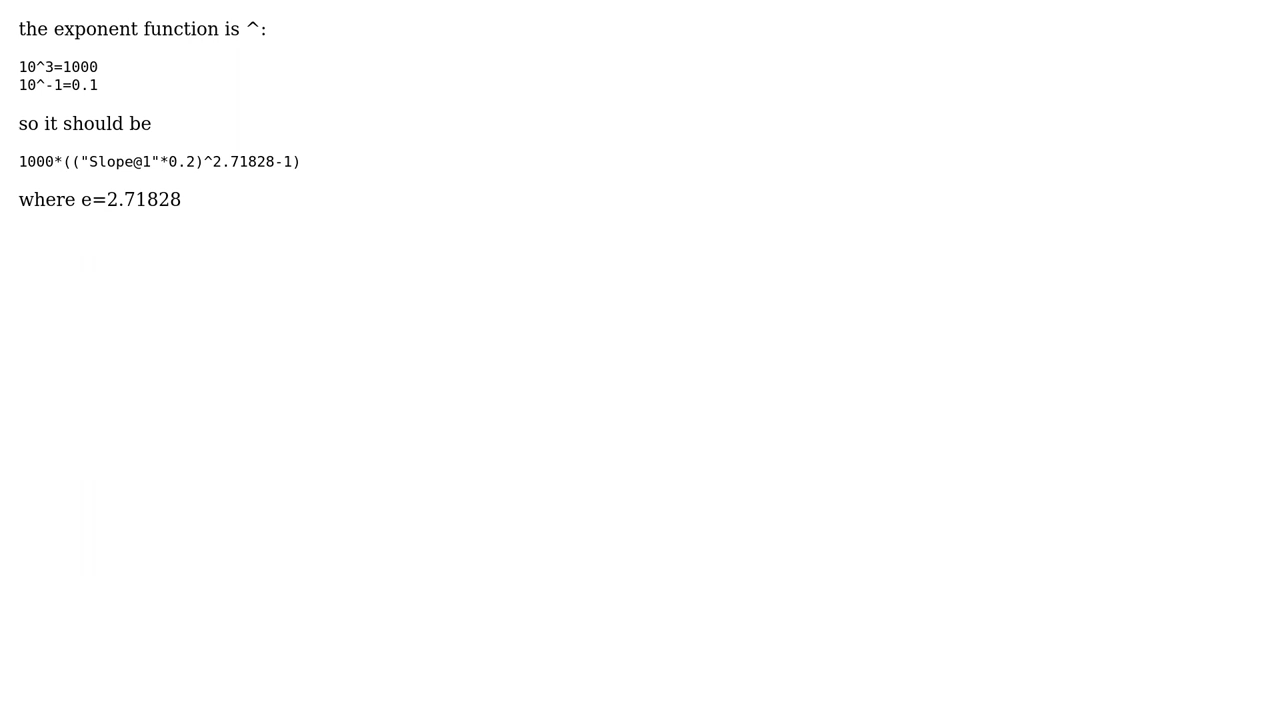 the exponent function is ^:
10^3=1000
10^-1=0.1
so it should be
1000*(("Slope@1"*0.2)^2.71828-1)
where e=2.71828